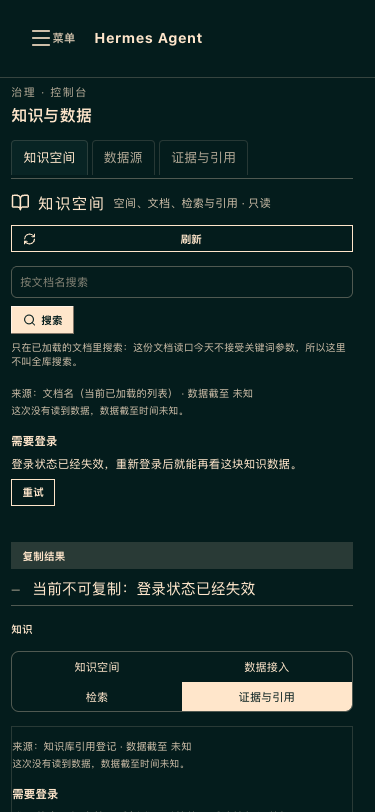 菜单 Hermes Agent
治理 · 控制台
知识与数据
知识空间 数据源 证据与引用
知识空间 空间、文档、检索与引用 · 只读
刷新
按文档名搜索
搜索
只在已加载的文档里搜索：这份文档读口今天不接受关键词参数，所以这里
不叫全库搜索。
来源：文档名（当前已加载的列表） · 数据截至 未知
这次没有读到数据，数据截至时间未知。
需要登录
登录状态已经失效，重新登录后就能再看这块知识数据。
重试
复制结果
— 当前不可复制：登录状态已经失效
知识
知识空间 数据接入
检索 证据与引用
来源：知识库引用登记 · 数据截至 未知
这次没有读到数据，数据截至时间未知。
需要登录